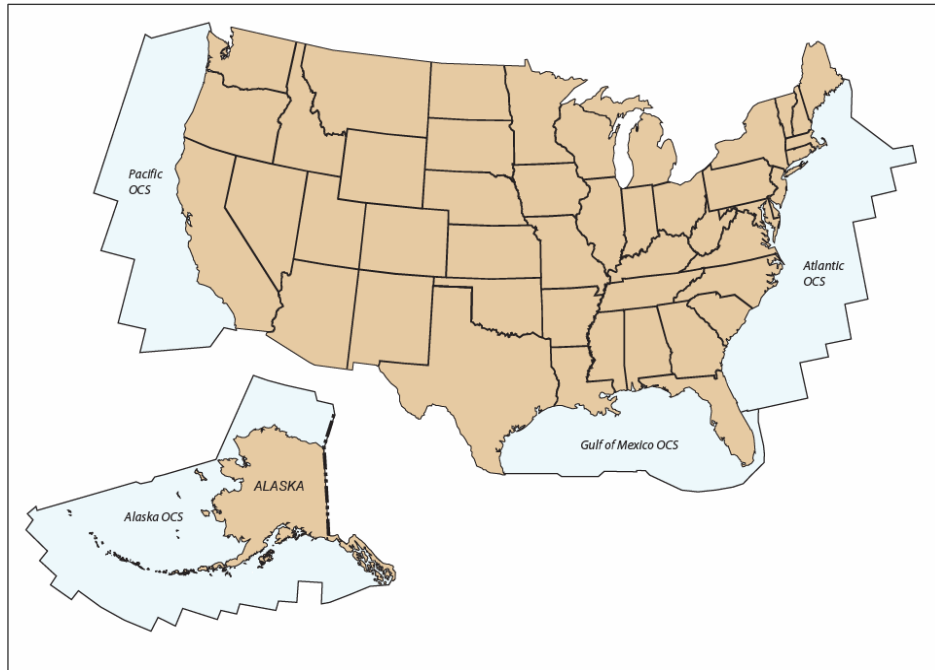 Pacific
OCS
Atlantic
OCS
Gulf of Mexico OCS
ALASKA
Alaska OCS